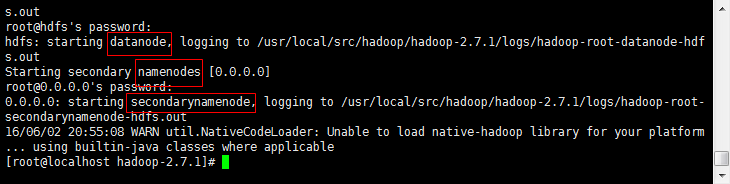 s.out
root@hdfs's password:
hdfs: starting datanode, logging to /usr/local/src/hadoop/hadoop-2.7.1/logs/hadoop-root-datanode-hdf
s.out
Starting secondary namenodes [0.0.0.0]
root@0.0.0.0's password:
0.0.0.0: starting secondarynamenode, logging to /usr/local/src/hadoop/hadoop-2.7.1/logs/hadoop-root-
secondarynamenode-hdfs.out
16/06/02 20:55:08 WARN util.NativeCodeLoader: Unable to load native-hadoop library for your platform
... using builtin-java classes where applicable
[root@localhost hadoop-2.7.1]#